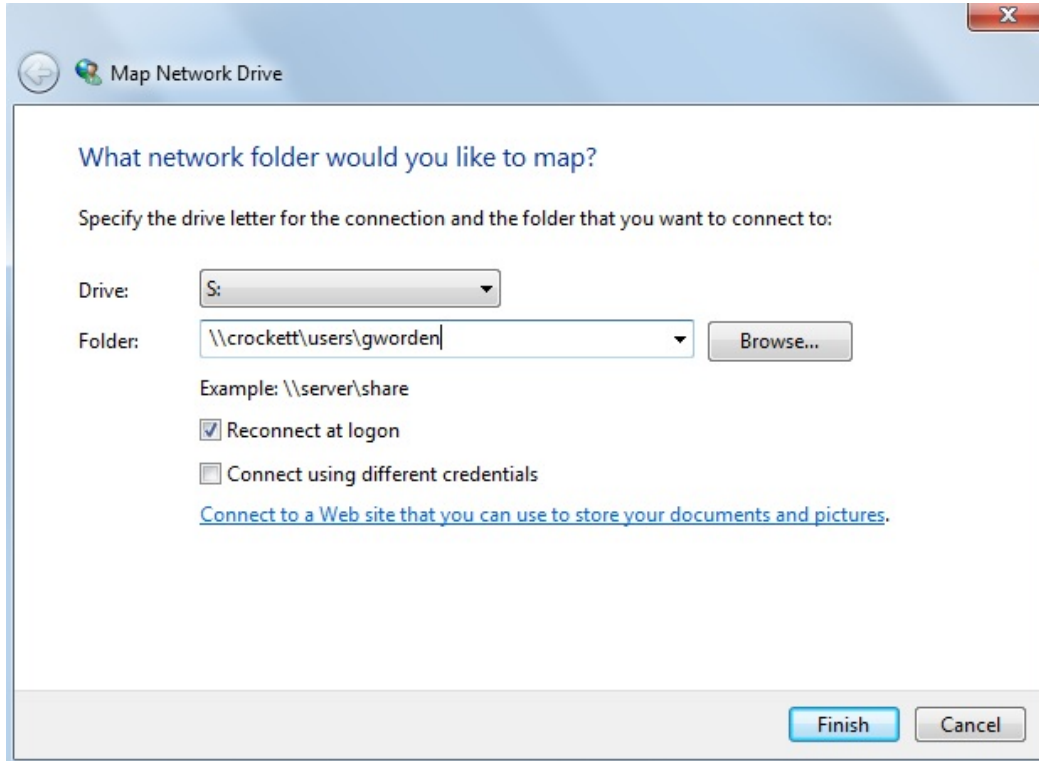 Map Network Drive
What network folder would you like to map?
Specify the drive letter for the connection and the folder that you want to connect to:
Drive: S:
Folder: \\crockett\users\gworden Browse...
Example: \\server\share
Reconnect at logon
Connect using different credentials
Connect to a Web site that you can use to store your documents and pictures.
Finish Cancel